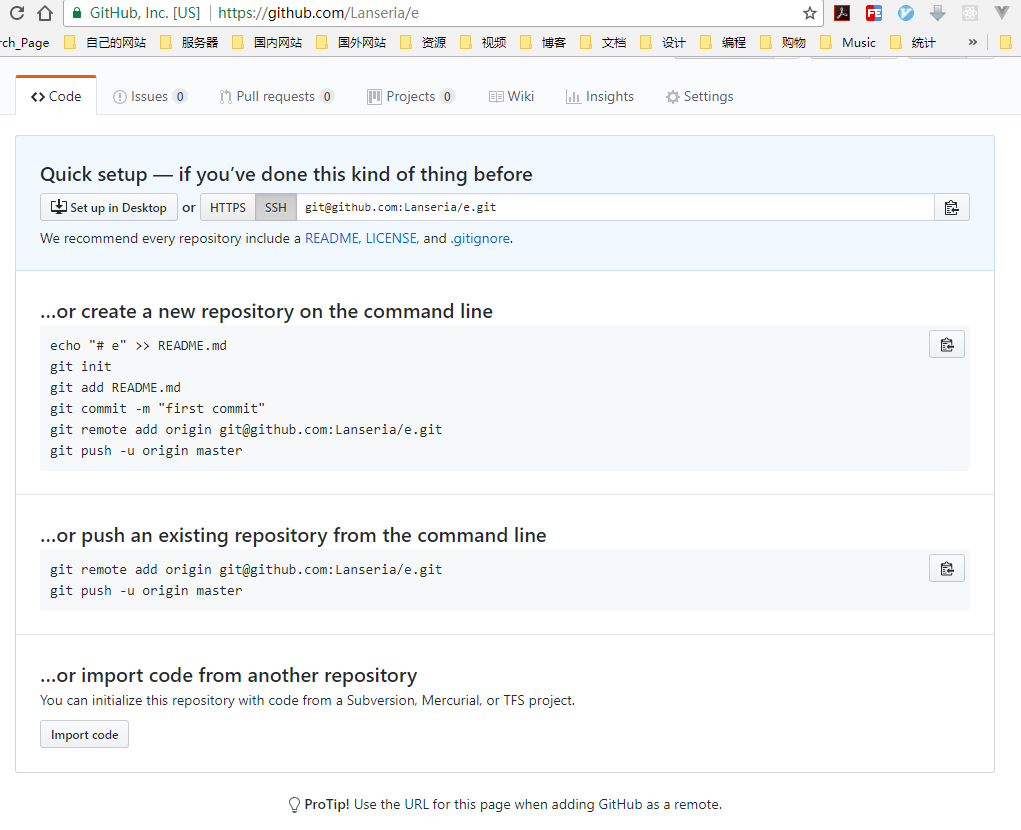 GitHub, Inc. [US] | https://github.com/Lanseria/e
rch_Page 自己的网站 服务器 国内网站 国外网站 资源 视频 博客 文档 设计 编程 购物 Music 统计 »
<> Code Issues 0 Pull requests 0 Projects 0 Wiki Insights Settings
Quick setup — if you’ve done this kind of thing before
Set up in Desktop or HTTPS SSH git@github.com:Lanseria/e.git
We recommend every repository include a README, LICENSE, and .gitignore.
…or create a new repository on the command line
echo "# e" >> README.md
git init
git add README.md
git commit -m "first commit"
git remote add origin git@github.com:Lanseria/e.git
git push -u origin master
…or push an existing repository from the command line
git remote add origin git@github.com:Lanseria/e.git
git push -u origin master
…or import code from another repository
You can initialize this repository with code from a Subversion, Mercurial, or TFS project.
Import code
ProTip! Use the URL for this page when adding GitHub as a remote.